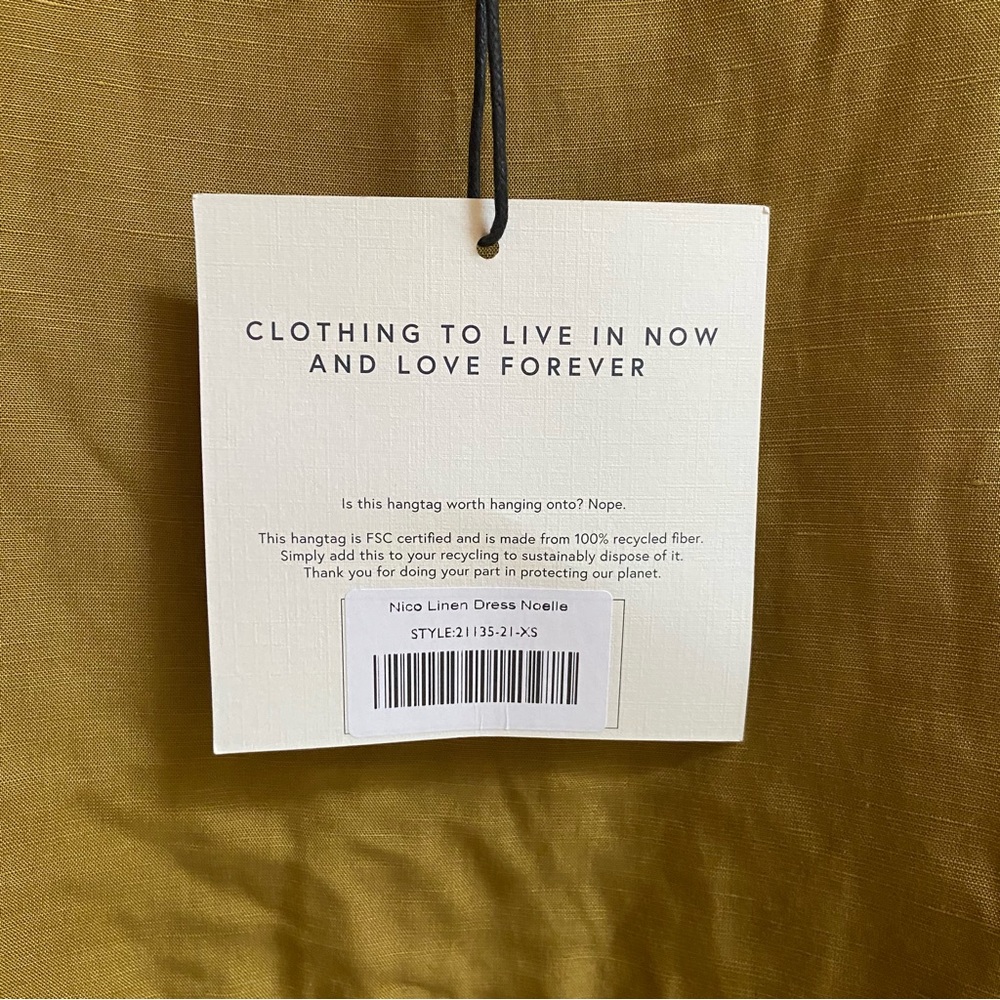 CLOTHING TO LIVE IN NOW
AND LOVE FOREVER
Is this hangtag worth hanging onto? Nope.
This hangtag is FSC certified and is made from 100% recycled fiber.
Simply add this to your recycling to sustainably dispose of it.
Thank you for doing your part in protecting our planet.
Nico Linen Dress Noelle
STYLE:21135-21-XS